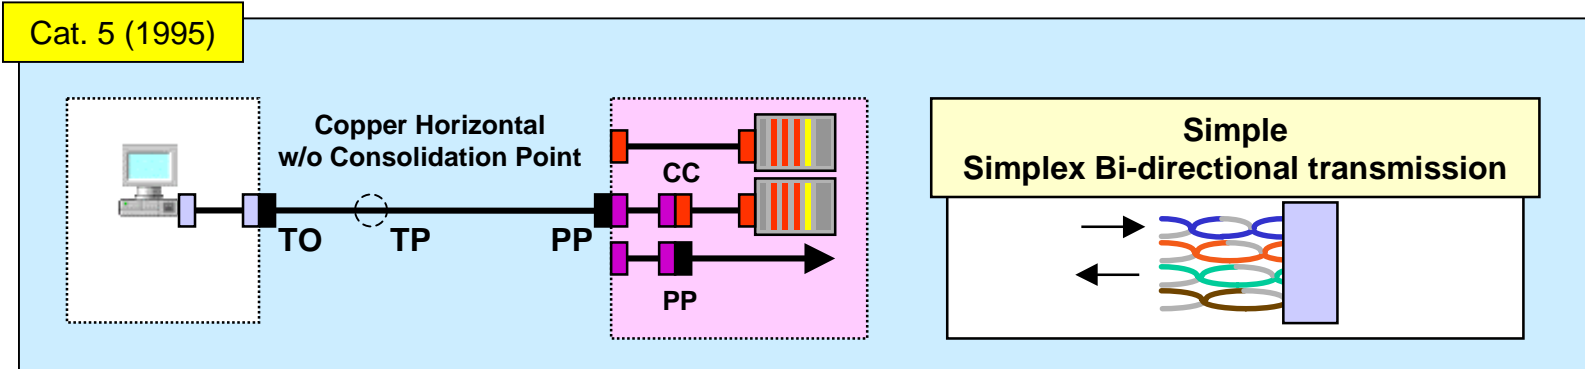 Cat. 5 (1995)
Copper Horizontal
w/o Consolidation Point
CC
TO
TP
PP
PP
Simple
Simplex Bi-directional transmission